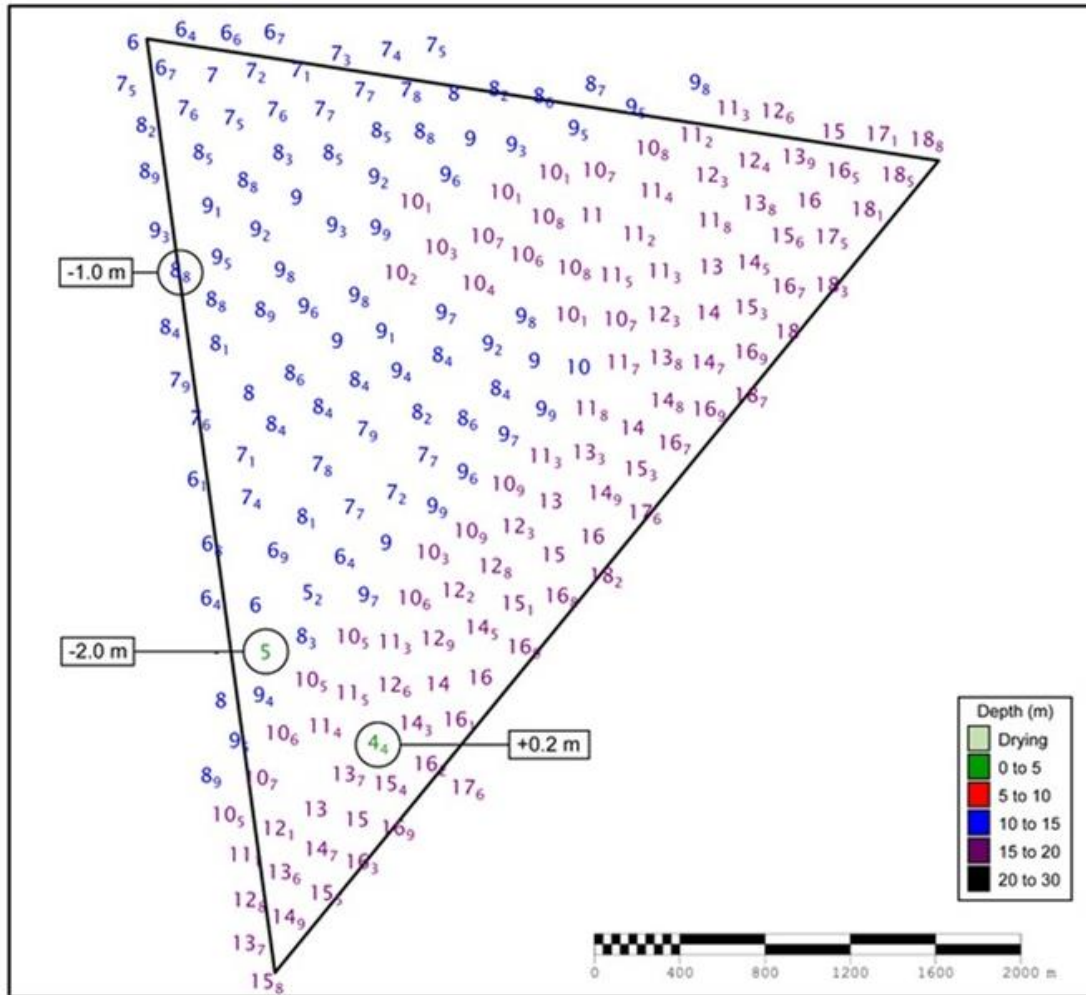 6 6₄ 6₆ 6₇ 7₃ 7₄ 7₅
7₅ 6₇ 7 7₂ 7₁ 7₇ 7₈ 8 8₂ 8₆ 8₇ 9₅ 9₈ 11₃ 12₆ 15 17₁ 18₈
8₂ 7₆ 7₅ 7₆ 7₇ 8₅ 8₈ 9 9₃ 9₅ 10₈ 11₂ 12₄ 13₉ 16₅ 18₅
8₉ 8₅ 8₈ 8₃ 8₅ 9₂ 9₆ 10₁ 10₁ 10₇ 11₄ 12₃ 13₈ 16 18₁
9₃ 9₁ 9₂ 9 9₃ 9₉ 10₁ 10₃ 10₇ 10₈ 11 11₂ 11₈ 15₆ 17₅
-1.0 m 8₈ 9₅ 9₈ 10₂ 10₄ 10₆ 10₈ 11₅ 11₃ 13 14₅ 16₇ 18₃
8₄ 8₈ 8₉ 9₆ 9₈ 9₁ 9₇ 9₈ 10₁ 10₇ 12₃ 14 15₃ 18
7₉ 8₁ 8₆ 9 8₄ 9₄ 8₄ 9₂ 9 10 11₇ 13₈ 14₇ 16₉
7₆ 8 8₄ 8₄ 7₉ 8₂ 8₆ 8₄ 9₉ 11₈ 14 14₈ 16₉ 18₇
6₁ 7₁ 7₈ 7₇ 9₆ 9₇ 11₃ 13₃ 15₃ 16₇
7₄ 8₁ 7₇ 7₂ 9₉ 10₉ 13 14₉ 17₆
6₉ 6₄ 9 10₃ 10₉ 12₃ 12₈ 15 16
6₄ 6 5₂ 9₇ 10₆ 12₂ 15₁ 16₈ 18₂
-2.0 m 5 8₃ 10₅ 11₃ 12₉ 14₅
8 9₄ 10₅ 11₅ 12₆ 14 16
10₆ 11₄ 4₄ 14₃ 16₁ +0.2 m
8₉ 10₇ 13₇ 15₄ 17₆
10₅ 12₁ 13 15 16₉
13₆ 14₇ 16₃
14₉
13₇
15₈
Depth (m)
Drying
0 to 5
5 to 10
10 to 15
15 to 20
20 to 30
0 400 800 1200 1600 2000 m